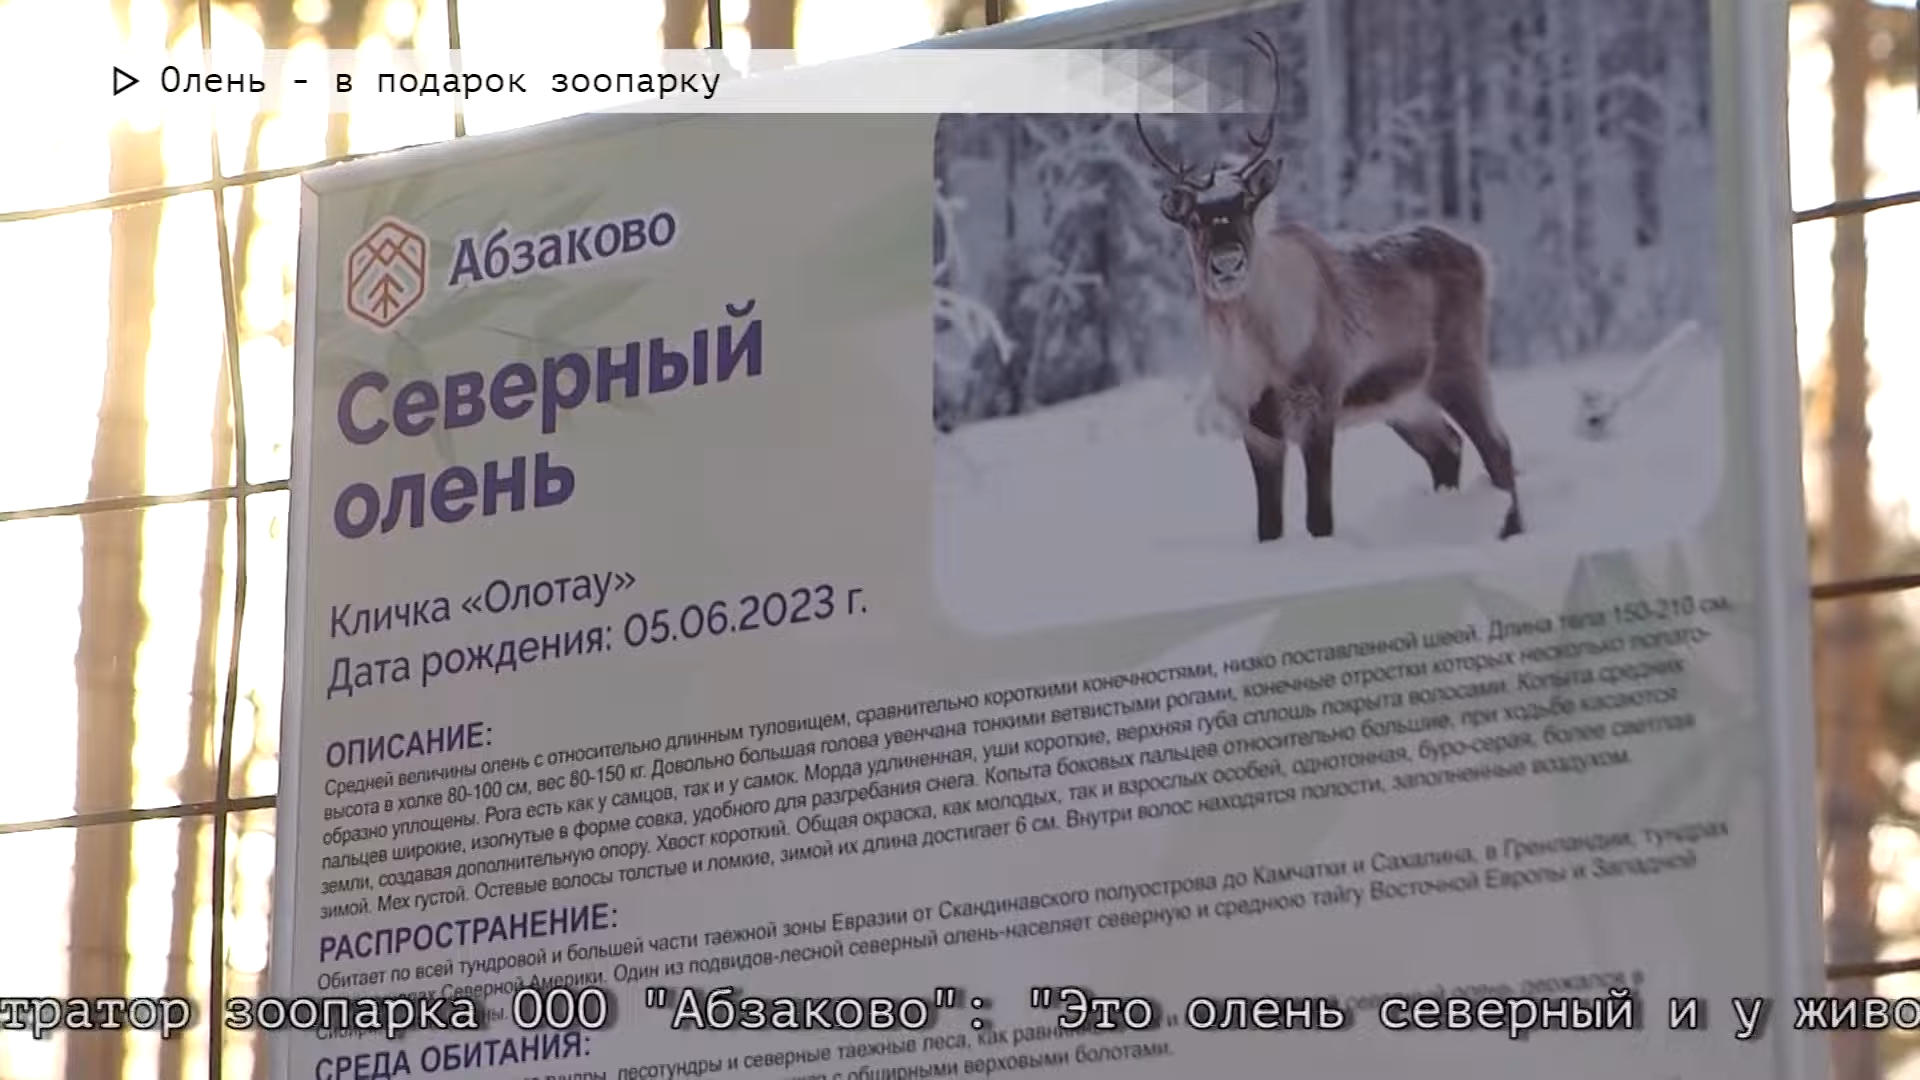 Олень - в подарок зоопарку
Абзаково
Северный
олень
Кличка «Олотау»
Дата рождения: 05.06.2023 г.
ОПИСАНИЕ:
Средней величины олень с относительно длинным туловищем, сравнительно короткими конечностями, низко поставленной шеей. Длина тела 150-210 см,
высота в холке 80-100 см, вес 80-150 кг. Довольно большая голова увенчана тонкими ветвистыми рогами, конечные отростки которых несколько лопато-
образно уплощены. Рога есть как у самцов, так и у самок. Морда удлиненная, уши короткие, верхняя губа сплошь покрыта волосами. Копыта средних
пальцев широкие, изогнутые в форме совка, удобного для разгребания снега. Копыта боковых пальцев относительно большие, при ходьбе касаются
земли, создавая дополнительную опору. Хвост короткий. Общая окраска, как молодых, так и взрослых особей, однотонная, буро-серая, более светлая
зимой. Мех густой. Остевые волосы толстые и ломкие, зимой их длина достигает 6 см. Внутри волос находятся полости, заполненные воздухом.
РАСПРОСТРАНЕНИЕ:
Обитает по всей тундровой и большей части таежной зоны Евразии от Скандинавского полуострова до Камчатки и Сахалина, в Гренландии, тундрах
Северной Америки. Один из подвидов-лесной северный олень-населяет северную и среднюю тайгу Восточной Европы и Западной
тратор зоопарка ООО "Абзаково": "Это олень северный и у живо
СРЕДА ОБИТАНИЯ:
лесотундры и северные таежные леса, как
с обширными верховыми болотами.